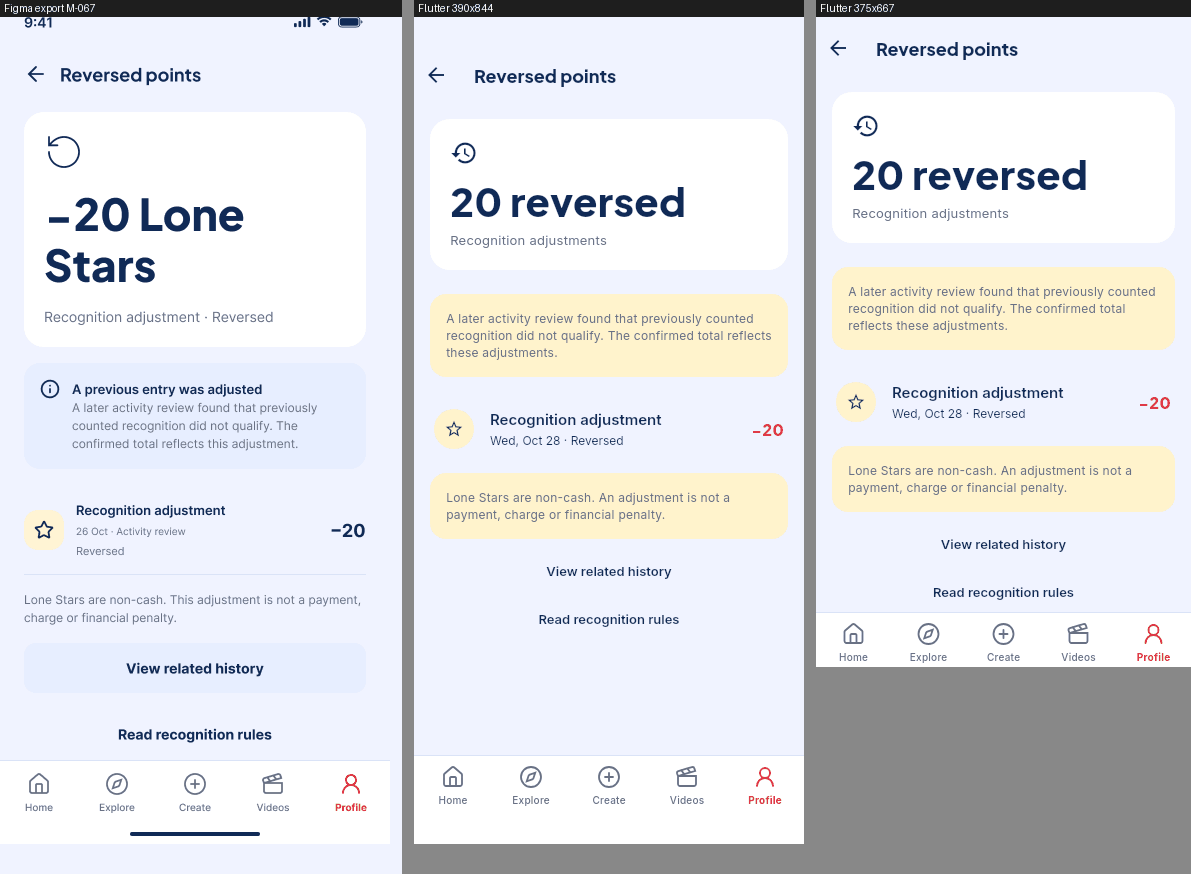 Figma export M-067
9:41
Reversed points
−20 Lone
Stars
Recognition adjustment · Reversed
A previous entry was adjusted
A later activity review found that previously
counted recognition did not qualify. The
confirmed total reflects this adjustment.
Recognition adjustment
26 Oct · Activity review
Reversed
−20
Lone Stars are non-cash. This adjustment is not a payment,
charge or financial penalty.
View related history
Read recognition rules
Home
Explore
Create
Videos
Profile
Flutter 390x844
Reversed points
20 reversed
Recognition adjustments
A later activity review found that previously counted
recognition did not qualify. The confirmed total reflects
these adjustments.
Recognition adjustment
Wed, Oct 28 · Reversed
−20
Lone Stars are non-cash. An adjustment is not a
payment, charge or financial penalty.
View related history
Read recognition rules
Home
Explore
Create
Videos
Profile
Flutter 375x667
Reversed points
20 reversed
Recognition adjustments
A later activity review found that previously counted
recognition did not qualify. The confirmed total
reflects these adjustments.
Recognition adjustment
Wed, Oct 28 · Reversed
−20
Lone Stars are non-cash. An adjustment is not a
payment, charge or financial penalty.
View related history
Read recognition rules
Home
Explore
Create
Videos
Profile